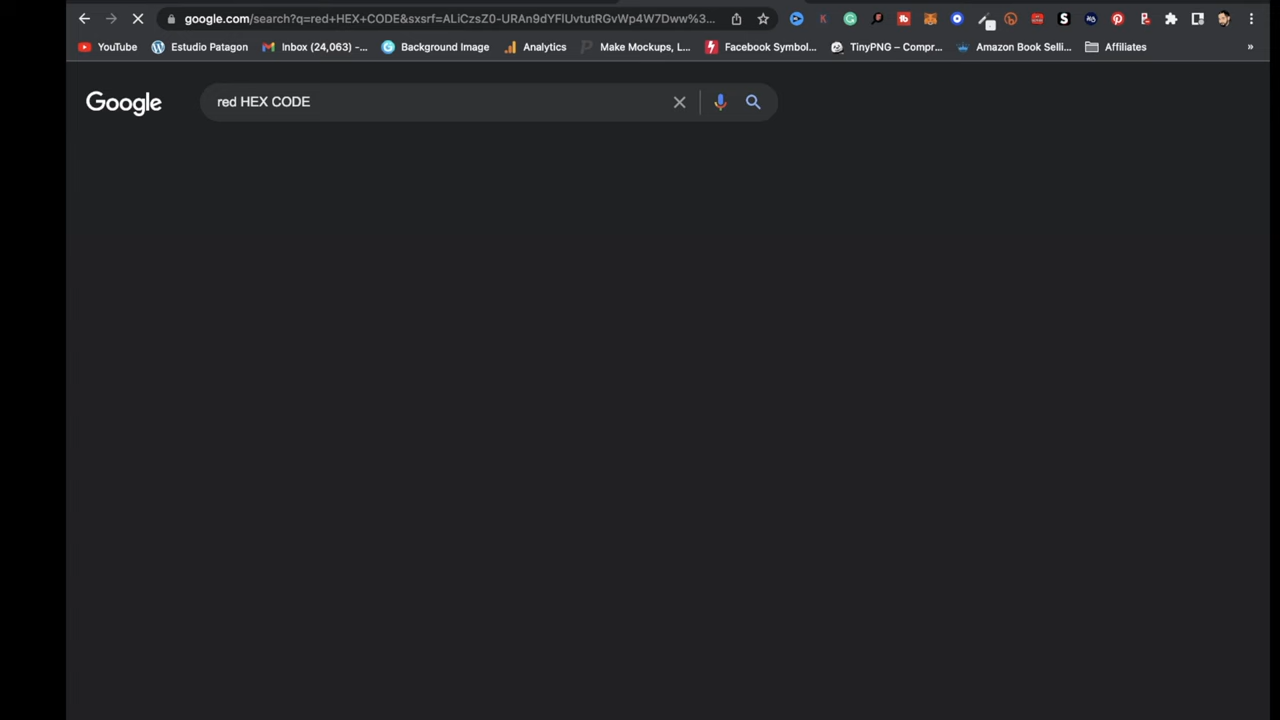 google.com/search?q=red+HEX+CODE&sxsrf=ALiCzsZ0-URAn9dYFIUvtutRGvWp4W7Dww%3...
YouTube Estudio Patagon Inbox (24,063) -... Background Image Analytics Make Mockups, L... Facebook Symbol... TinyPNG – Compr... Amazon Book Selli... Affiliates »
Google red HEX CODE